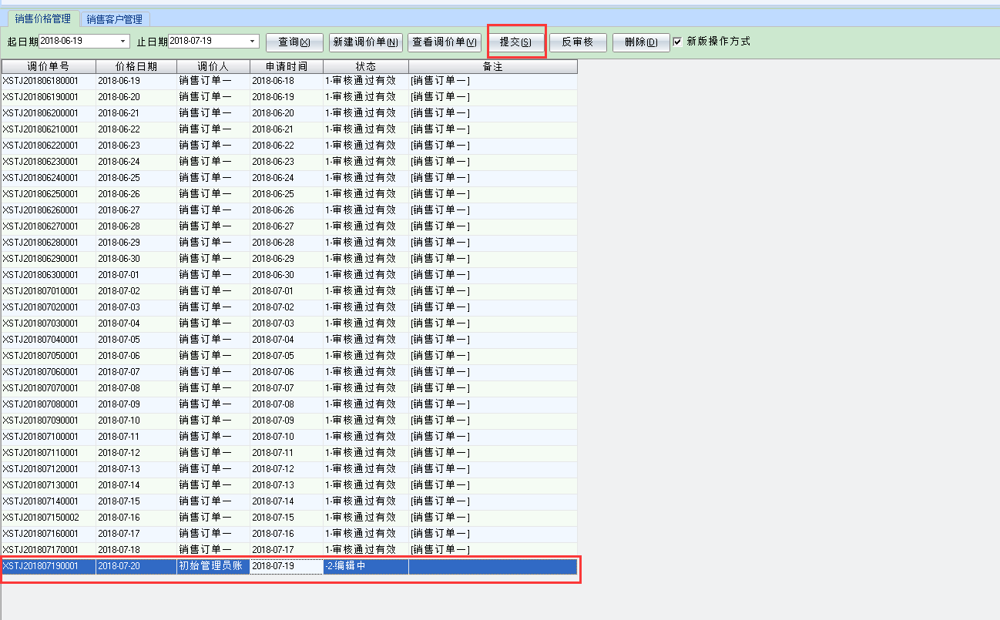 销售价格管理 销售客户管理
起日期 2018-06-19 止日期 2018-07-19 查询(X) 新建调价单(N) 查看调价单(V) 提交(S) 反审核 删除(D) 新版操作方式
调价单号 价格日期 调价人 申请时间 状态 备注
XSTJ201806180001 2018-06-19 销售订单一 2018-06-18 1-审核通过有效 [销售订单一]
XSTJ201806190001 2018-06-20 销售订单一 2018-06-19 1-审核通过有效 [销售订单一]
XSTJ201806200001 2018-06-21 销售订单一 2018-06-20 1-审核通过有效 [销售订单一]
XSTJ201806210001 2018-06-22 销售订单一 2018-06-21 1-审核通过有效 [销售订单一]
XSTJ201806220001 2018-06-23 销售订单一 2018-06-22 1-审核通过有效 [销售订单一]
XSTJ201806230001 2018-06-24 销售订单一 2018-06-23 1-审核通过有效 [销售订单一]
XSTJ201806240001 2018-06-25 销售订单一 2018-06-24 1-审核通过有效 [销售订单一]
XSTJ201806250001 2018-06-26 销售订单一 2018-06-25 1-审核通过有效 [销售订单一]
XSTJ201806260001 2018-06-27 销售订单一 2018-06-26 1-审核通过有效 [销售订单一]
XSTJ201806270001 2018-06-28 销售订单一 2018-06-27 1-审核通过有效 [销售订单一]
XSTJ201806280001 2018-06-29 销售订单一 2018-06-28 1-审核通过有效 [销售订单一]
XSTJ201806290001 2018-06-30 销售订单一 2018-06-29 1-审核通过有效 [销售订单一]
XSTJ201806300001 2018-07-01 销售订单一 2018-06-30 1-审核通过有效 [销售订单一]
XSTJ201807010001 2018-07-02 销售订单一 2018-07-01 1-审核通过有效 [销售订单一]
XSTJ201807020001 2018-07-03 销售订单一 2018-07-02 1-审核通过有效 [销售订单一]
XSTJ201807030001 2018-07-04 销售订单一 2018-07-03 1-审核通过有效 [销售订单一]
XSTJ201807040001 2018-07-05 销售订单一 2018-07-04 1-审核通过有效 [销售订单一]
XSTJ201807050001 2018-07-06 销售订单一 2018-07-05 1-审核通过有效 [销售订单一]
XSTJ201807060001 2018-07-07 销售订单一 2018-07-06 1-审核通过有效 [销售订单一]
XSTJ201807070001 2018-07-08 销售订单一 2018-07-07 1-审核通过有效 [销售订单一]
XSTJ201807080001 2018-07-09 销售订单一 2018-07-08 1-审核通过有效 [销售订单一]
XSTJ201807090001 2018-07-10 销售订单一 2018-07-09 1-审核通过有效 [销售订单一]
XSTJ201807100001 2018-07-11 销售订单一 2018-07-10 1-审核通过有效 [销售订单一]
XSTJ201807110001 2018-07-12 销售订单一 2018-07-11 1-审核通过有效 [销售订单一]
XSTJ201807120001 2018-07-13 销售订单一 2018-07-12 1-审核通过有效 [销售订单一]
XSTJ201807130001 2018-07-14 销售订单一 2018-07-13 1-审核通过有效 [销售订单一]
XSTJ201807140001 2018-07-15 销售订单一 2018-07-14 1-审核通过有效 [销售订单一]
XSTJ201807150002 2018-07-16 销售订单一 2018-07-15 1-审核通过有效 [销售订单一]
XSTJ201807160001 2018-07-17 销售订单一 2018-07-16 1-审核通过有效 [销售订单一]
XSTJ201807170001 2018-07-18 销售订单一 2018-07-17 1-审核通过有效 [销售订单一]
XSTJ201807190001 2018-07-20 初始管理员账 2018-07-19 -2-编辑中